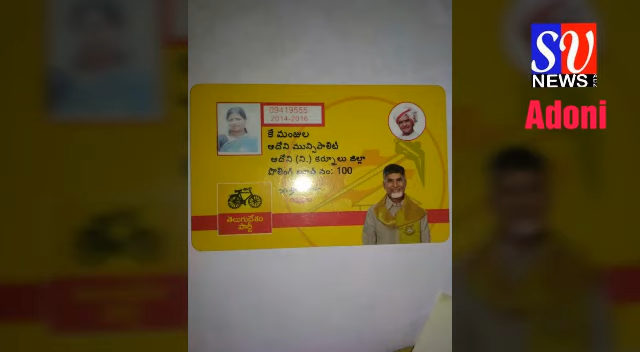 SV
NEWS
Adoni
09419555
2014-2016
కే మంజుల
ఆదోని మున్సిపాలిటీ
ఆదోని (ని.) కర్నూలు జిల్లా
పోలింగ్ బూత్ నం: 100
తెలుగుదేశం
పార్టీ